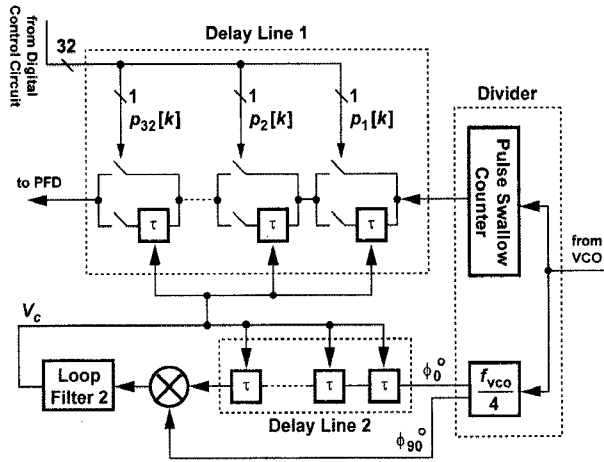 from Digital
Control Circuit
32
Delay Line 1
1
1
1
p32[k]
p2[k]
p1[k]
Divider
to PFD
τ
τ
τ
Pulse Swallow
Counter
from
VCO
Vc
Loop
Filter 2
τ
τ
τ
ϕ0°
fvco
4
Delay Line 2
ϕ90°